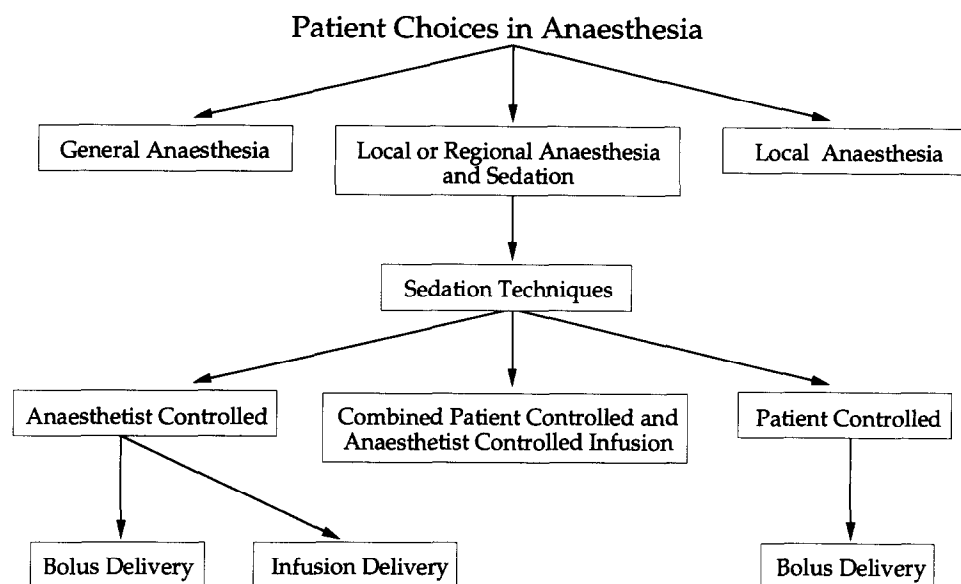 Patient Choices in Anaesthesia
General Anaesthesia
Local or Regional Anaesthesia
and Sedation
Local Anaesthesia
Sedation Techniques
Anaesthetist Controlled
Combined Patient Controlled and
Anaesthetist Controlled Infusion
Patient Controlled
Bolus Delivery
Infusion Delivery
Bolus Delivery